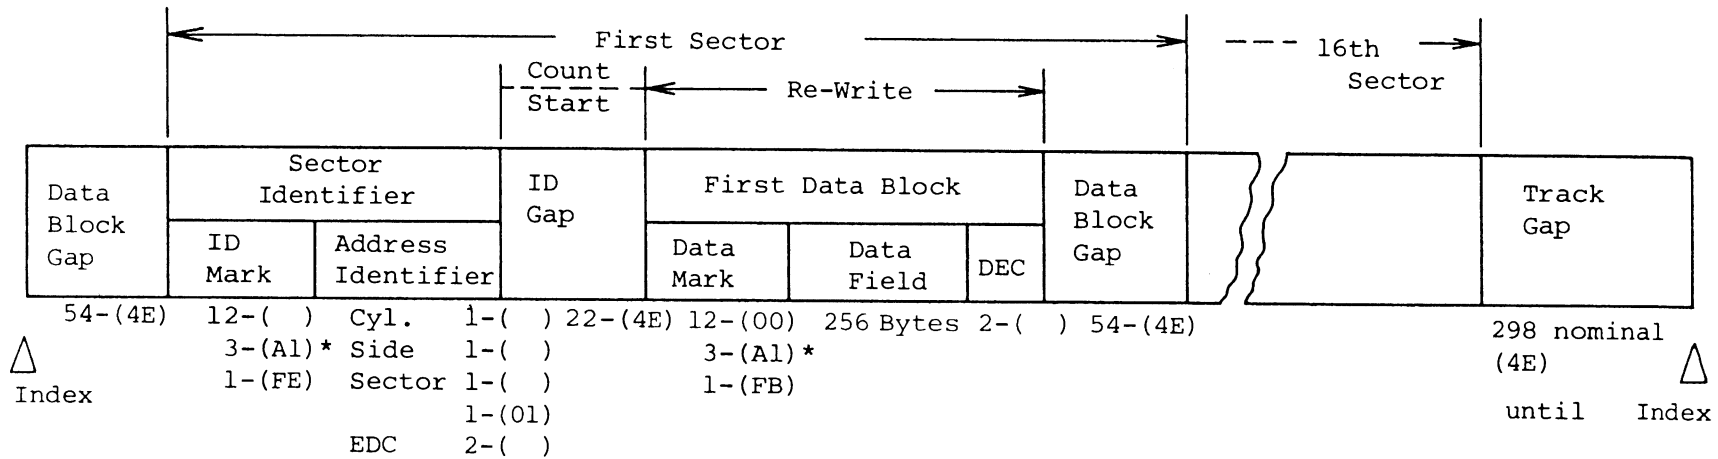 First Sector
16th
Sector
Count
Start
Re-Write
Data
Block
Gap
Sector
Identifier
ID
Mark
Address
Identifier
ID
Gap
First Data Block
Data
Mark
Data
Field
DEC
Data
Block
Gap
Track
Gap
54-(4E)
12-( )
3-(A1)*
1-(FE)
Cyl. 1-( )
Side 1-( )
Sector 1-( )
1-(01)
EDC 2-( )
22-(4E)
12-(00)
3-(A1)*
1-(FB)
256 Bytes
2-( )
54-(4E)
298 nominal
(4E)
until
Index
Index